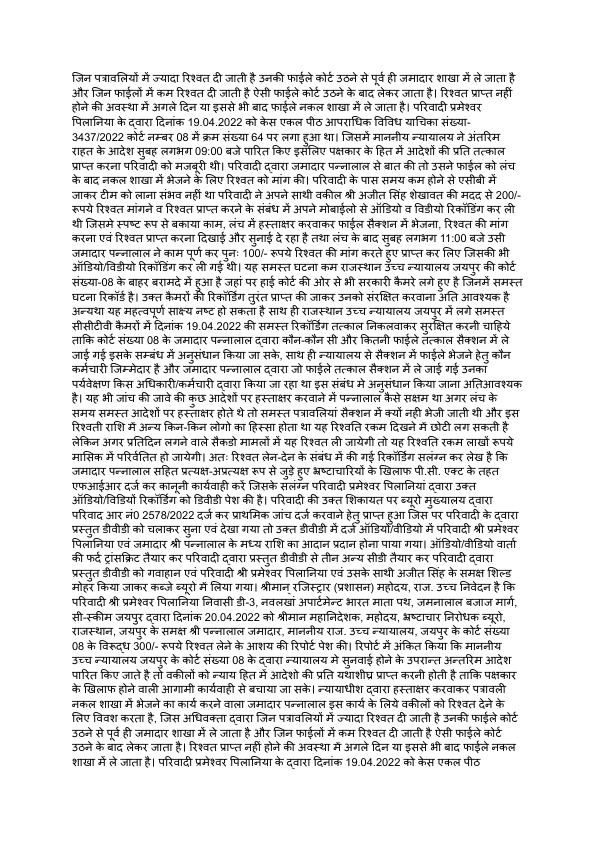 जिन पत्रावलियों में ज्यादा रिश्वत दी जाती है उनकी फाईले कोर्ट उठने से पूर्व ही जमादार शाखा में ले जाता है
और जिन फाईलों में कम रिश्वत दी जाती है ऐसी फाईले कोर्ट उठने के बाद लेकर जाता है। रिश्वत प्राप्त नहीं
होने की अवस्था में अगले दिन या इससे भी बाद फाईले नकल शाखा में ले जाता है। परिवादी प्रमेश्वर
पिलानिया के द्वारा दिनांक 19.04.2022 को केस एकल पीठ आपराधिक विविध याचिका संख्या-
3437/2022 कोर्ट नम्बर 08 में क्रम संख्या 64 पर लगा हुआ था। जिसमें माननीय न्यायालय ने अंतरिम
राहत के आदेश सुबह लगभग 09:00 बजे पारित किए इसलिए पक्षकार के हित में आदेशों की प्रति तत्काल
प्राप्त करना परिवादी को मजबूरी थी। परिवादी द्वारा जमादार पन्नालाल से बात की तो उसने फाईल को लंच
के बाद नकल शाखा में भेजने के लिए रिश्वत को मांग की। परिवादी के पास समय कम होने से एसीबी में
जाकर टीम को लाना संभव नहीं था परिवादी ने अपने साथी वकील श्री अजीत सिंह शेखावत की मदद से 200/-
रूपये रिश्वत मांगने व रिश्वत प्राप्त करने के संबंध में अपने मोबाईलो से ऑडियो व विडीयो रिकॉडिंग कर ली
थी जिसमे स्पष्ट रूप से बकाया काम, लंच में हस्ताक्षर करवाकर फाईल सैक्शन में भेजना, रिश्वत की मांग
करना एवं रिश्वत प्राप्त करना दिखाई और सुनाई दे रहा है तथा लंच के बाद सुबह लगभग 11:00 बजे उसी
जमादार पन्नालाल ने काम पूर्ण कर पुनः 100/- रूपये रिश्वत की मांग करते हुए प्राप्त कर लिए जिसकी भी
ऑडियो/विडीयो रिकॉडिंग कर ली गई थी। यह समस्त घटना कम राजस्थान उच्च न्यायालय जयपुर की कोर्ट
संख्या-08 के बाहर बरामदे में हुआ है जहां पर हाई कोर्ट की ओर से भी सरकारी कैमरे लगे हुए है जिनमें समस्त
घटना रिकॉर्ड है। उक्त कैमरों की रिकॉर्डिंग तुरंत प्राप्त की जाकर उनको संरक्षित करवाना अति आवश्यक है
अन्यथा यह महत्वपूर्ण साक्ष्य नष्ट हो सकता है साथ ही राजस्थान उच्च न्यायालय जयपुर में लगे समस्त
सीसीटीवी कैमरों में दिनांक 19.04.2022 की समस्त रिकॉर्डिंग तत्काल निकलवाकर सुरक्षित करनी चाहिये
ताकि कोर्ट संख्या 08 के जमादार पन्नालाल द्वारा कौन-कौन सी और कितनी फाईले तत्काल सैक्शन में ले
जाई गई इसके सम्बंध में अनुसंधान किया जा सके, साथ ही न्यायालय से सैक्शन में फाईले भेजने हेतु कौन
कर्मचारी जिम्मेदार है और जमादार पन्नालाल द्वारा जो फाईले तत्काल सैक्शन में ले जाई गई उनका
पर्यवेक्षण किस अधिकारी/कर्मचारी द्वारा किया जा रहा था इस संबंध मे अनुसंधान किया जाना अतिआवश्यक
है। यह भी जांच की जावे की कुछ आदेशों पर हस्ताक्षर करवाने में पन्नालाल कैसे सक्षम था अगर लंच के
समय समस्त आदेशों पर हस्ताक्षर होते थे तो समस्त पत्रावलियां सैक्शन में क्यों नही भेजी जाती थी और इस
रिश्वती राशि में अन्य किन-किन लोगो का हिस्सा होता था यह रिश्वति रकम दिखने में छोटी लग सकती है
लेकिन अगर प्रतिदिन लगने वाले सैकडो मामलों में यह रिश्वत ली जायेगी तो यह रिश्वति रकम लाखों रूपये
मासिक में परिर्वतित हो जायेगी। अतः रिश्वत लेन-देन के संबंध में की गई रिकॉर्डिंग सलंग्न कर लेख है कि
जमादार पन्नालाल सहित प्रत्यक्ष-अप्रत्यक्ष रूप से जुड़े हुए भ्रष्टाचारियों के खिलाफ पी.सी. एक्ट के तहत
एफआईआर दर्ज कर कानूनी कार्यवाही करें जिसके सलंग्न परिवादी प्रमेश्वर पिलानियां द्वारा उक्त
ऑडियो/विडियों रिकॉर्डिंग को डिवीडी पेश की है। परिवादी की उक्त शिकायत पर ब्यूरो मुख्यालय द्वारा
परिवाद आर नं0 2578/2022 दर्ज कर प्राथमिक जांच दर्ज करवाने हेतु प्राप्त हुआ जिस पर परिवादी के द्वारा
प्रस्तुत डीवीडी को चलाकर सुना एवं देखा गया तो उक्त डीवीडी में दर्ज ऑडियों/वीडियो में परिवादी श्री प्रमेश्वर
पिलानिया एवं जमादार श्री पन्नालाल के मध्य राशि का आदान प्रदान होना पाया गया। ऑडियो/वीडियो वार्ता
की फर्द ट्रांसक्रिट तैयार कर परिवादी द्वारा प्रस्तुत डीवीडी से तीन अन्य सीडी तैयार कर परिवादी द्वारा
प्रस्तुत डीवीडी को गवाहान एवं परिवादी श्री प्रमेश्वर पिलानिया एवं उसके साथी अजीत सिंह के समक्ष शिल्ड
मोहर किया जाकर कब्जे ब्यूरो में लिया गया। श्रीमान् रजिस्ट्रार (प्रशासन) महोदय, राज. उच्च निवेदन है कि
परिवादी श्री प्रमेश्वर पिलानिया निवासी डी-3, नवलखां अपार्टमेन्ट भारत माता पथ, जमनालाल बजाज मार्ग,
सी-स्कीम जयपुर द्वारा दिनांक 20.04.2022 को श्रीमान महानिदेशक, महोदय, भ्रष्टाचार निरोधक ब्यूरो,
राजस्थान, जयपुर के समक्ष श्री पन्नालाल जमादार, माननीय राज. उच्च न्यायालय, जयपुर के कोर्ट संख्या
08 के विरूद्ध 300/- रूपये रिश्वत लेने के आशय की रिपोर्ट पेश की। रिपोर्ट में अंकित किया कि माननीय
उच्च न्यायालय जयपुर के कोर्ट संख्या 08 के द्वारा न्यायालय मे सुनवाई होने के उपरान्त अन्तरिम आदेश
पारित किए जाते है तो वकीलों को न्याय हित में आदेशो की प्रति यथाशीघ्र प्राप्त करनी होती है ताकि पक्षकार
के खिलाफ होने वाली आगामी कार्यवाही से बचाया जा सके। न्यायाधीश द्वारा हस्ताक्षर करवाकर पत्रावली
नकल शाखा में भेजना का कार्य करने वाला जमादार पन्नालाल इस कार्य के लिये वकीलों को रिश्वत देने के
लिए विवश करता है, जिस अधिवक्ता द्वारा जिन पत्रावलियों में ज्यादा रिश्वत दी जाती है उनकी फाईले कोर्ट
उठने से पूर्व ही जमादार शाखा में ले जाता है और जिन फाईलों में कम रिश्वत दी जाती है ऐसी फाईले कोर्ट
उठने के बाद लेकर जाता है। रिश्वत प्राप्त नहीं होने की अवस्था में अगले दिन या इससे भी बाद फाईले नकल
शाखा में ले जाता है। परिवादी प्रमेश्वर पिलानिया के द्वारा दिनांक 19.04.2022 को केस एकल पीठ